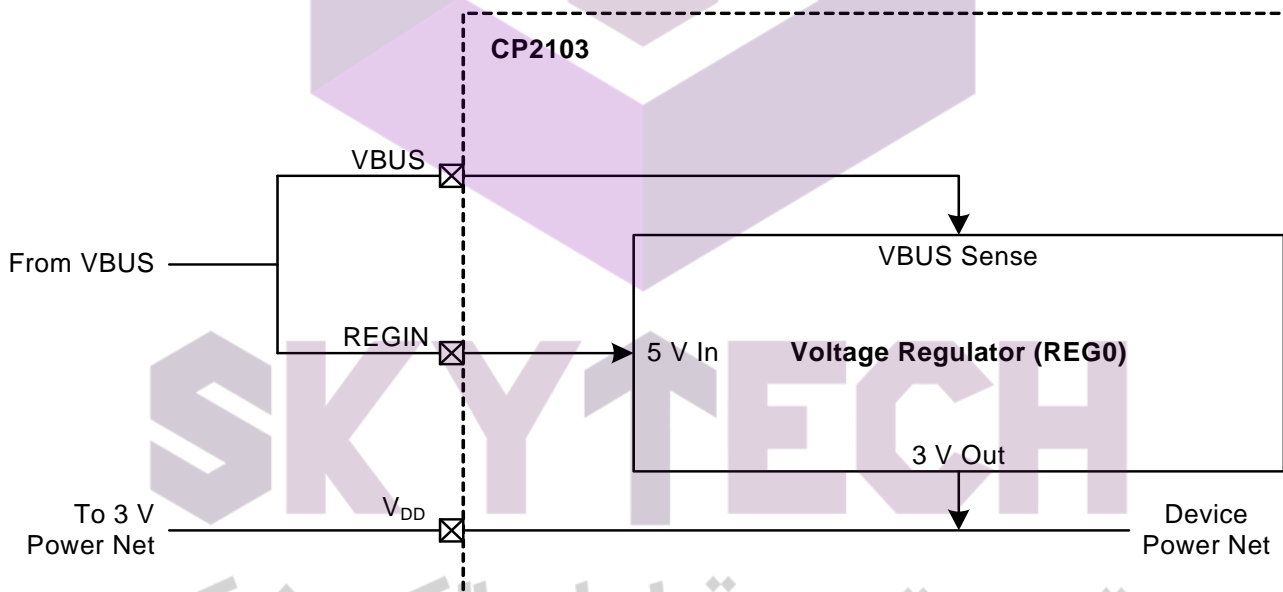 CP2103
VBUS
From VBUS
VBUS Sense
REGIN
5 V In
Voltage Regulator (REG0)
SKYTECH
3 V Out
To 3 V
Power Net
VDD
Device
Power Net